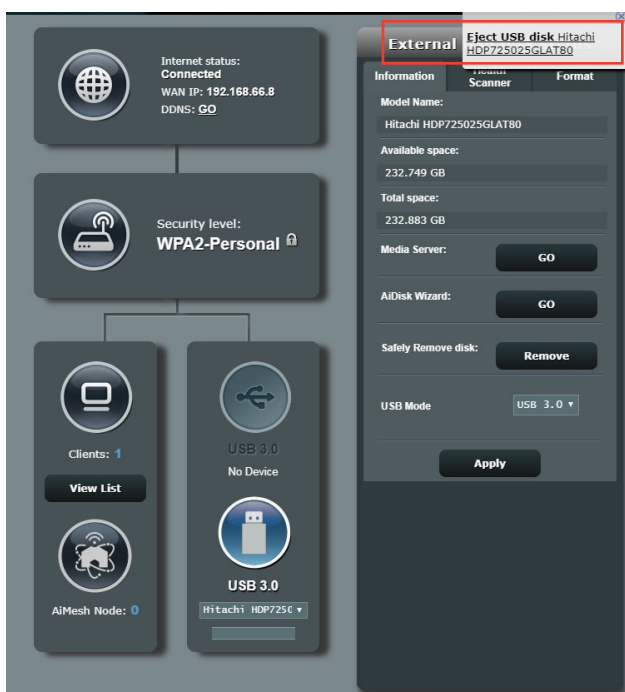 Internet status:
Connected
WAN IP: 192.168.66.8
DDNS: GO
Security level:
WPA2-Personal
Clients: 1
View List
AiMesh Node: 0
USB 3.0
No Device
USB 3.0
Hitachi HDP7250
External
Eject USB disk Hitachi
HDP725025GLAT80
Information
Health
Scanner
Format
Model Name:
Hitachi HDP725025GLAT80
Available space:
232.749 GB
Total space:
232.883 GB
Media Server:
GO
AiDisk Wizard:
GO
Safely Remove disk:
Remove
USB Mode
USB 3.0
Apply